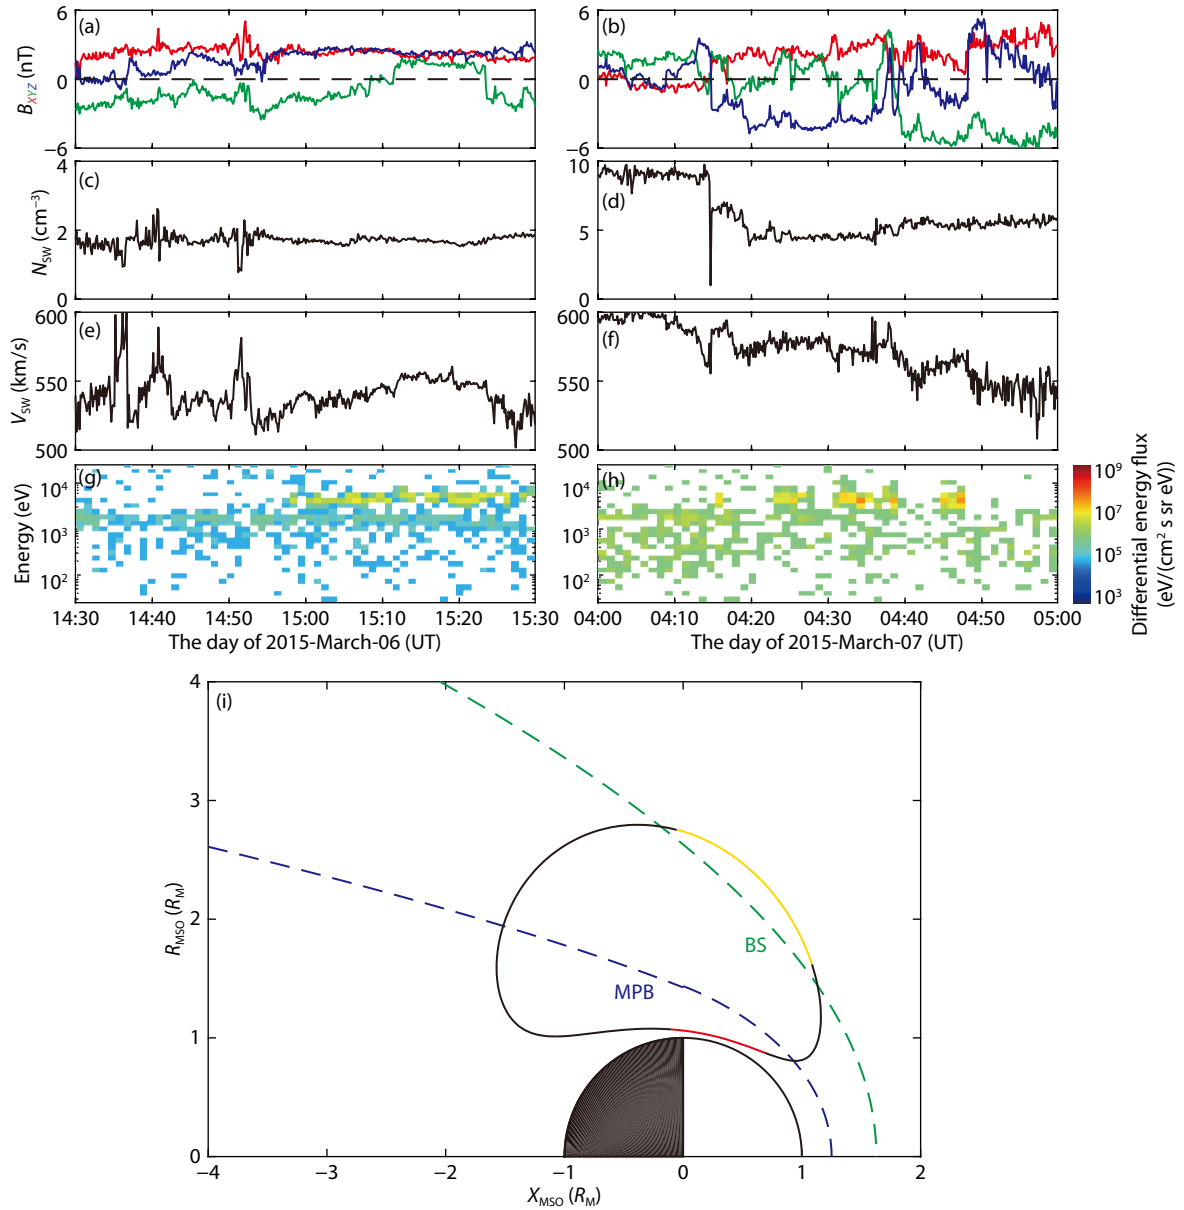 6
(a)
0
−6
B_XYZ (nT)
6
(b)
0
−6
4
(c)
2
0
N_SW (cm⁻³)
10
(d)
5
0
600
(e)
550
500
V_SW (km/s)
600
(f)
550
500
(g)
10⁴
10³
10²
Energy (eV)
14:30 14:40 14:50 15:00 15:10 15:20 15:30
The day of 2015-March-06 (UT)
(h)
10⁴
10³
10²
04:00 04:10 04:20 04:30 04:40 04:50 05:00
The day of 2015-March-07 (UT)
10⁹
10⁷
10⁵
10³
Differential energy flux
(eV/(cm² s sr eV))
(i)
4
3
2
1
0
R_MSO (R_M)
BS
MPB
−4 −3 −2 −1 0 1 2
X_MSO (R_M)